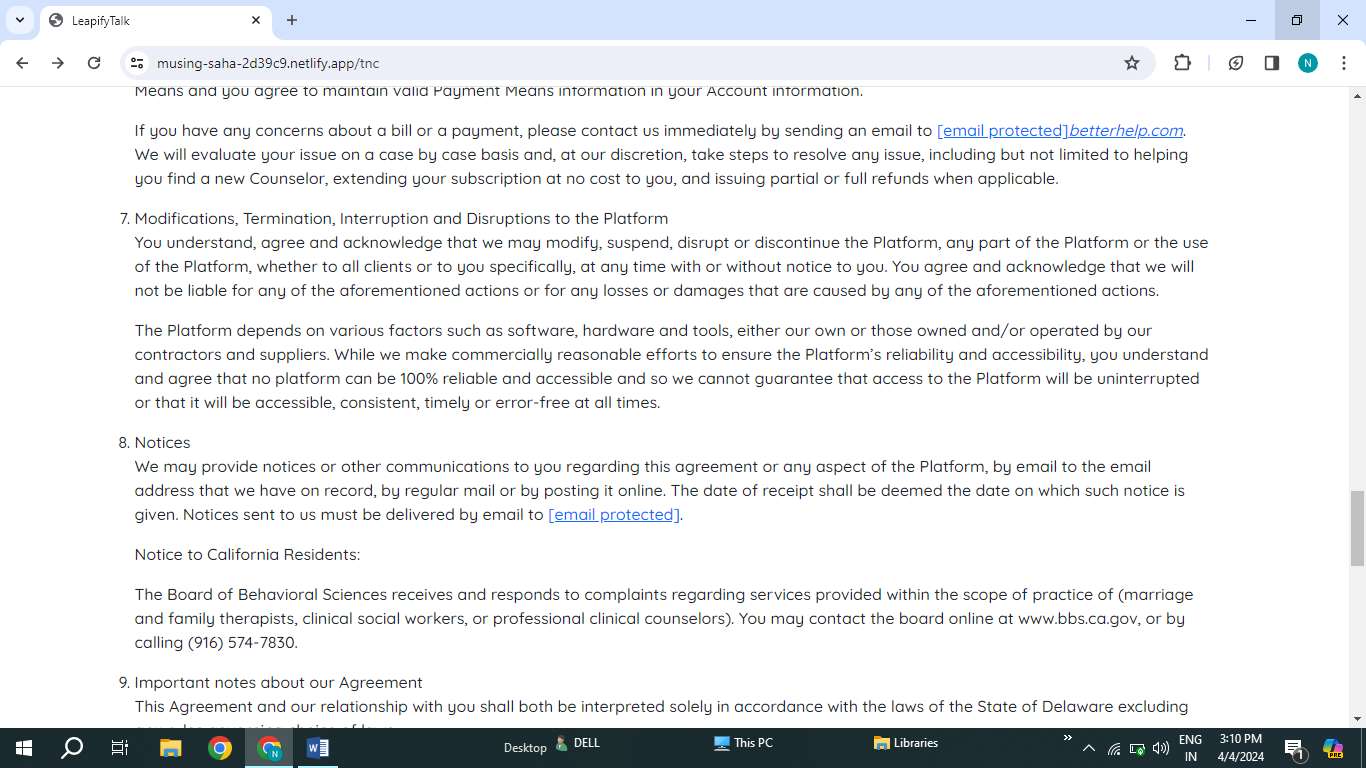 LeapifyTalk
musing-saha-2d39c9.netlify.app/tnc
N
Means and you agree to maintain valid Payment Means information in your Account information.
If you have any concerns about a bill or a payment, please contact us immediately by sending an email to [email protected]betterhelp.com.
We will evaluate your issue on a case by case basis and, at our discretion, take steps to resolve any issue, including but not limited to helping
you find a new Counselor, extending your subscription at no cost to you, and issuing partial or full refunds when applicable.
7. Modifications, Termination, Interruption and Disruptions to the Platform
You understand, agree and acknowledge that we may modify, suspend, disrupt or discontinue the Platform, any part of the Platform or the use
of the Platform, whether to all clients or to you specifically, at any time with or without notice to you. You agree and acknowledge that we will
not be liable for any of the aforementioned actions or for any losses or damages that are caused by any of the aforementioned actions.
The Platform depends on various factors such as software, hardware and tools, either our own or those owned and/or operated by our
contractors and suppliers. While we make commercially reasonable efforts to ensure the Platform’s reliability and accessibility, you understand
and agree that no platform can be 100% reliable and accessible and so we cannot guarantee that access to the Platform will be uninterrupted
or that it will be accessible, consistent, timely or error-free at all times.
8. Notices
We may provide notices or other communications to you regarding this agreement or any aspect of the Platform, by email to the email
address that we have on record, by regular mail or by posting it online. The date of receipt shall be deemed the date on which such notice is
given. Notices sent to us must be delivered by email to [email protected].
Notice to California Residents:
The Board of Behavioral Sciences receives and responds to complaints regarding services provided within the scope of practice of (marriage
and family therapists, clinical social workers, or professional clinical counselors). You may contact the board online at www.bbs.ca.gov, or by
calling (916) 574-7830.
9. Important notes about our Agreement
This Agreement and our relationship with you shall both be interpreted solely in accordance with the laws of the State of Delaware excluding
Desktop
DELL
This PC
Libraries
ENG
IN
3:10 PM
4/4/2024
1